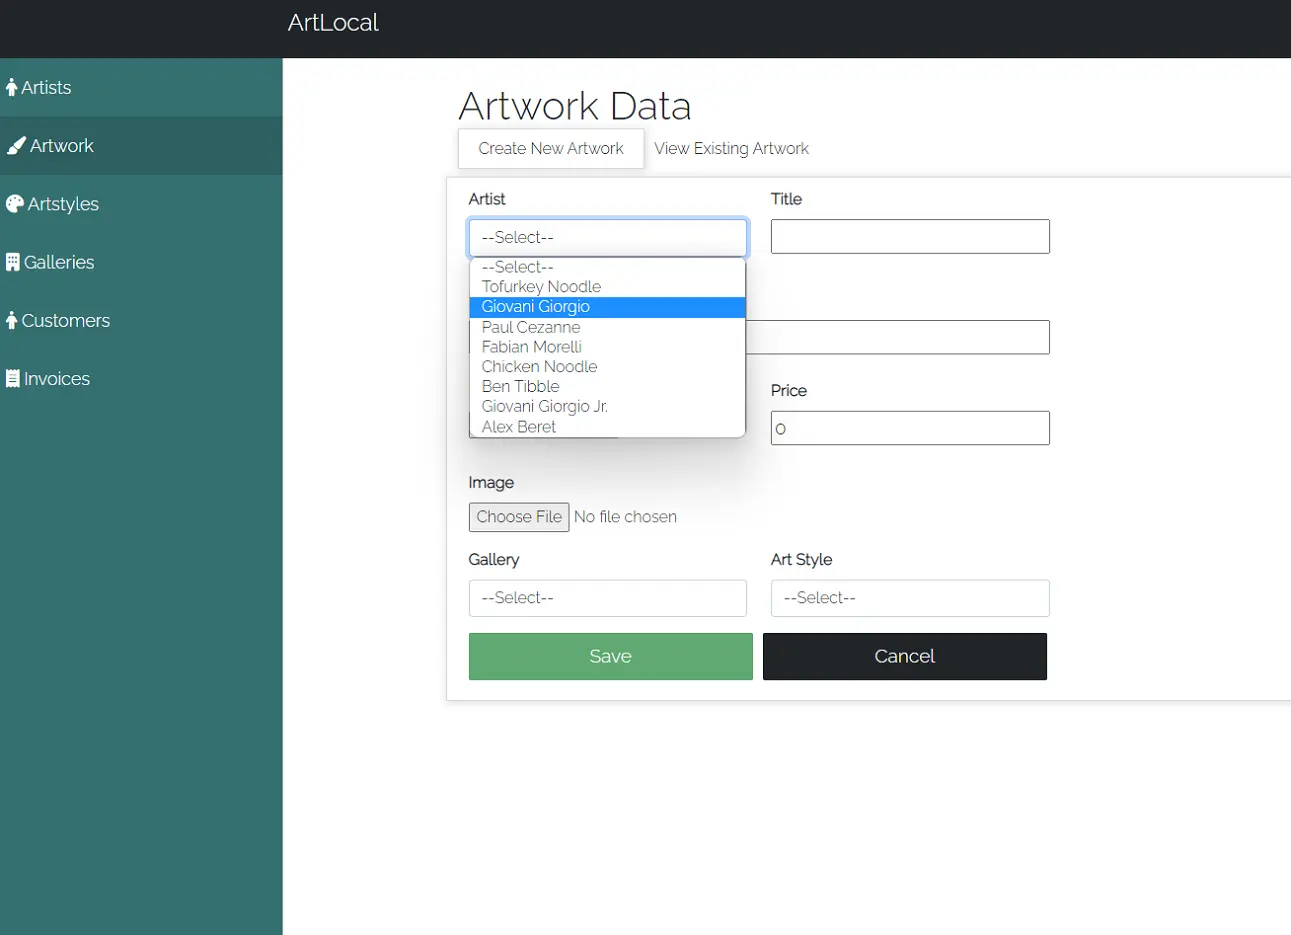 ArtLocal
Artists
Artwork
Artstyles
Galleries
Customers
Invoices
Artwork Data
Create New Artwork View Existing Artwork
Artist Title
--Select--
--Select--
Tofurkey Noodle
Giovani Giorgio
Paul Cezanne
Fabian Morelli
Chicken Noodle
Ben Tibble
Giovani Giorgio Jr.
Alex Beret
Price
0
Image
Choose File No file chosen
Gallery Art Style
--Select-- --Select--
Save Cancel